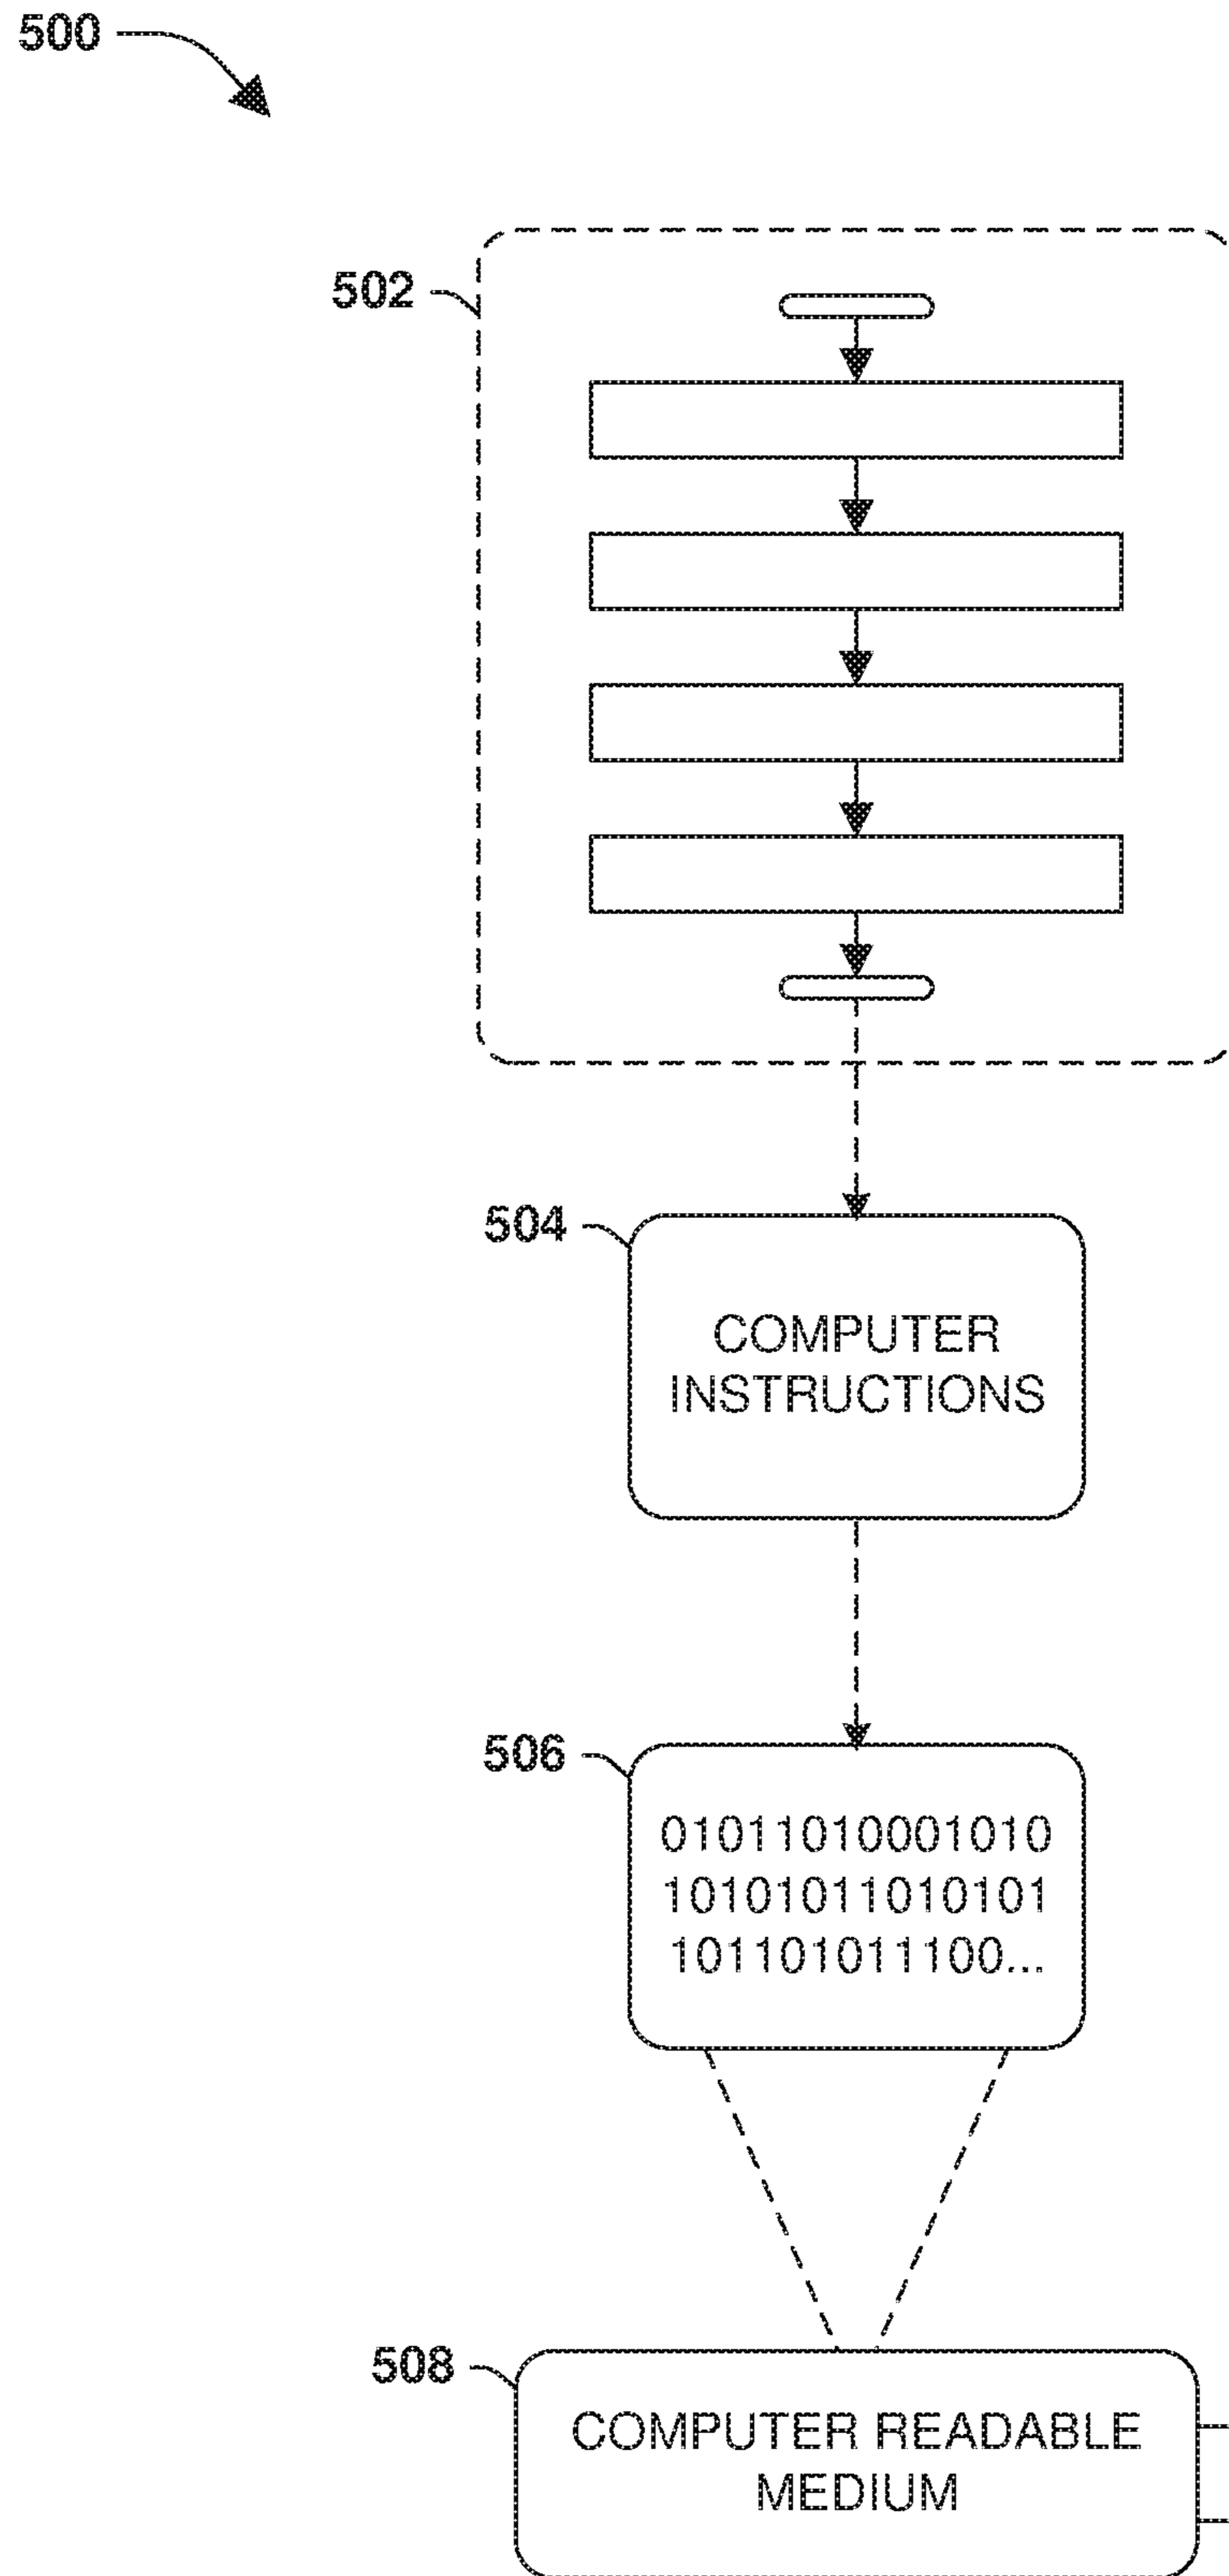 500
502
504
COMPUTER
INSTRUCTIONS
506
01011010001010
10101011010101
101101011100...
508
COMPUTER READABLE
MEDIUM